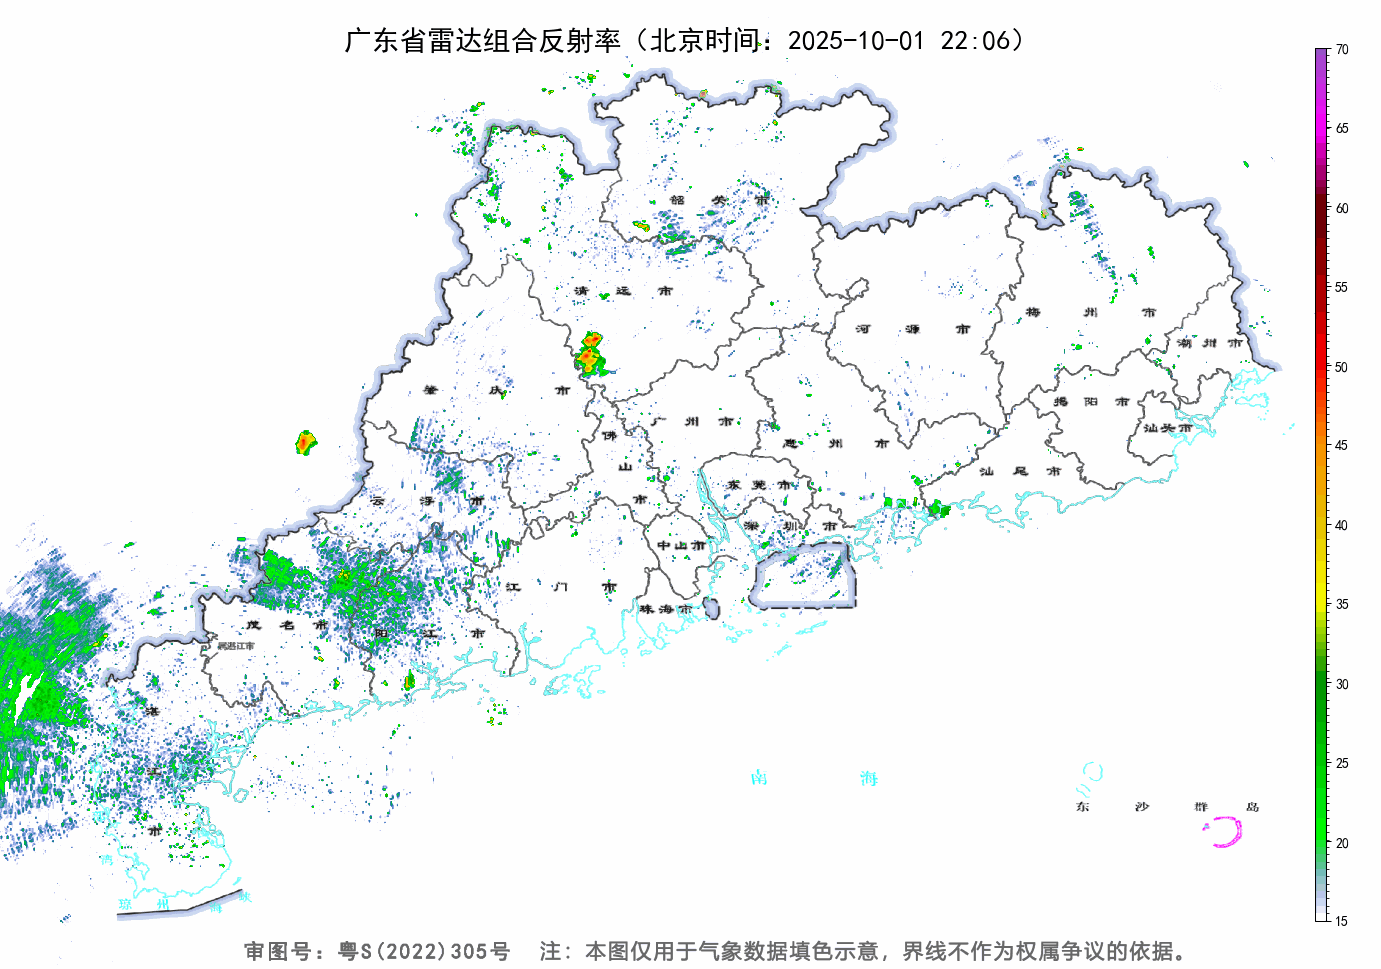 广东省雷达组合反射率（北京时间：2025-10-01 22:06）
70
65
60
55
50
45
40
35
30
25
20
15
韶关市
清远市
河源市
梅州市
潮州市
肇庆市
揭阳市
广州市
汕头市
佛山市
惠州市
汕尾市
东莞市
云浮市
深圳市
中山市
江门市
珠海市
茂名市
阳江市
属湛江市
湛江市
南海
东沙群岛
湾
琼州海峡
审图号：粤S(2022)305号 注：本图仅用于气象数据填色示意，界线不作为权属争议的依据。